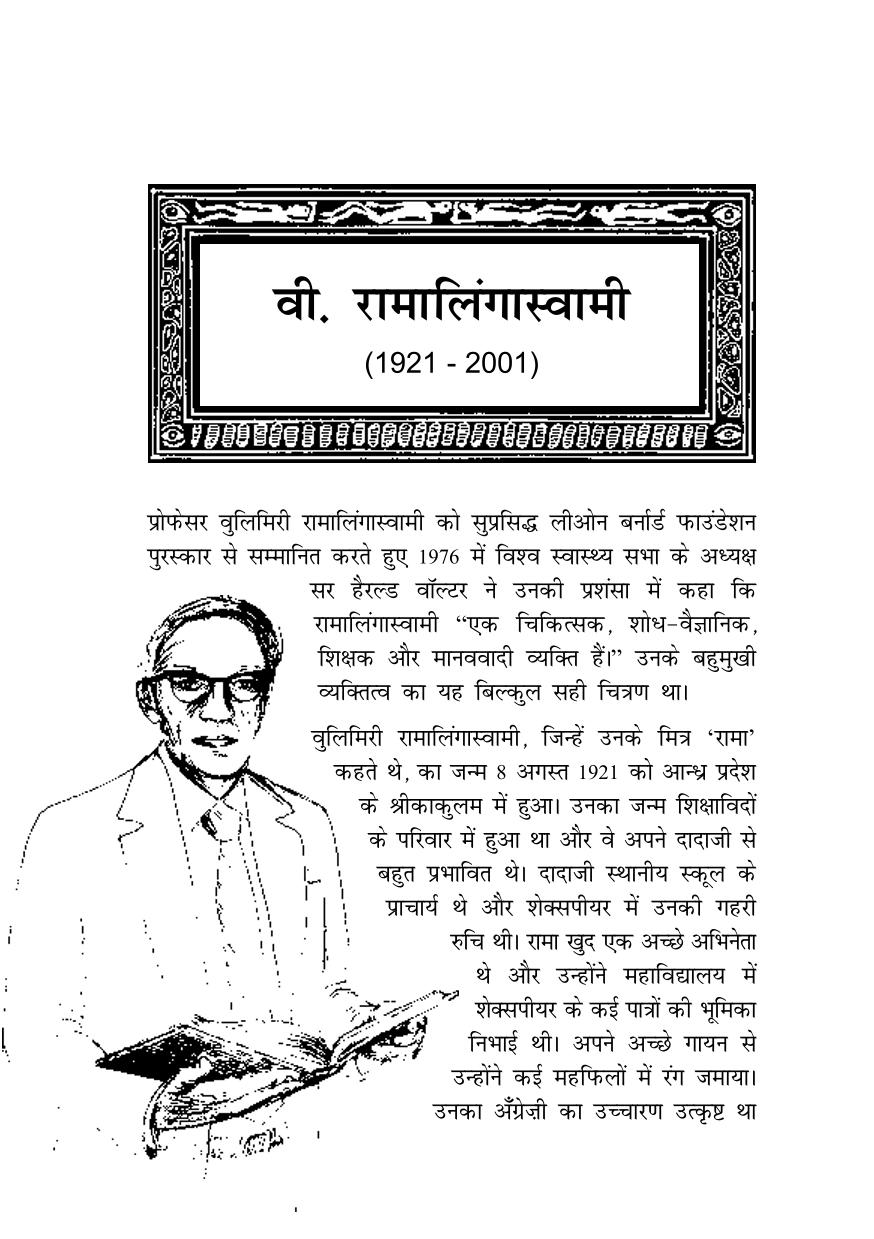 वी. रामालिंगास्वामी
(1921 - 2001)
प्रोफेसर वुलिमिरी रामालिंगास्वामी को सुप्रसिद्ध लीओन बर्नार्ड फाउंडेशन
पुरस्कार से सम्मानित करते हुए 1976 में विश्व स्वास्थ्य सभा के अध्यक्ष
सर हैरल्ड वॉल्टर ने उनकी प्रशंसा में कहा कि
रामालिंगास्वामी “एक चिकित्सक, शोध-वैज्ञानिक,
शिक्षक और मानववादी व्यक्ति हैं।” उनके बहुमुखी
व्यक्तित्व का यह बिल्कुल सही चित्रण था।
वुलिमिरी रामालिंगास्वामी, जिन्हें उनके मित्र ‘रामा’
कहते थे, का जन्म 8 अगस्त 1921 को आन्ध्र प्रदेश
के श्रीकाकुलम में हुआ। उनका जन्म शिक्षाविदों
के परिवार में हुआ था और वे अपने दादाजी से
बहुत प्रभावित थे। दादाजी स्थानीय स्कूल के
प्राचार्य थे और शेक्सपीयर में उनकी गहरी
रुचि थी। रामा खुद एक अच्छे अभिनेता
थे और उन्होंने महाविद्यालय में
शेक्सपीयर के कई पात्रों की भूमिका
निभाई थी। अपने अच्छे गायन से
उन्होंने कई महफिलों में रंग जमाया।
उनका अँग्रेज़ी का उच्चारण उत्कृष्ट था